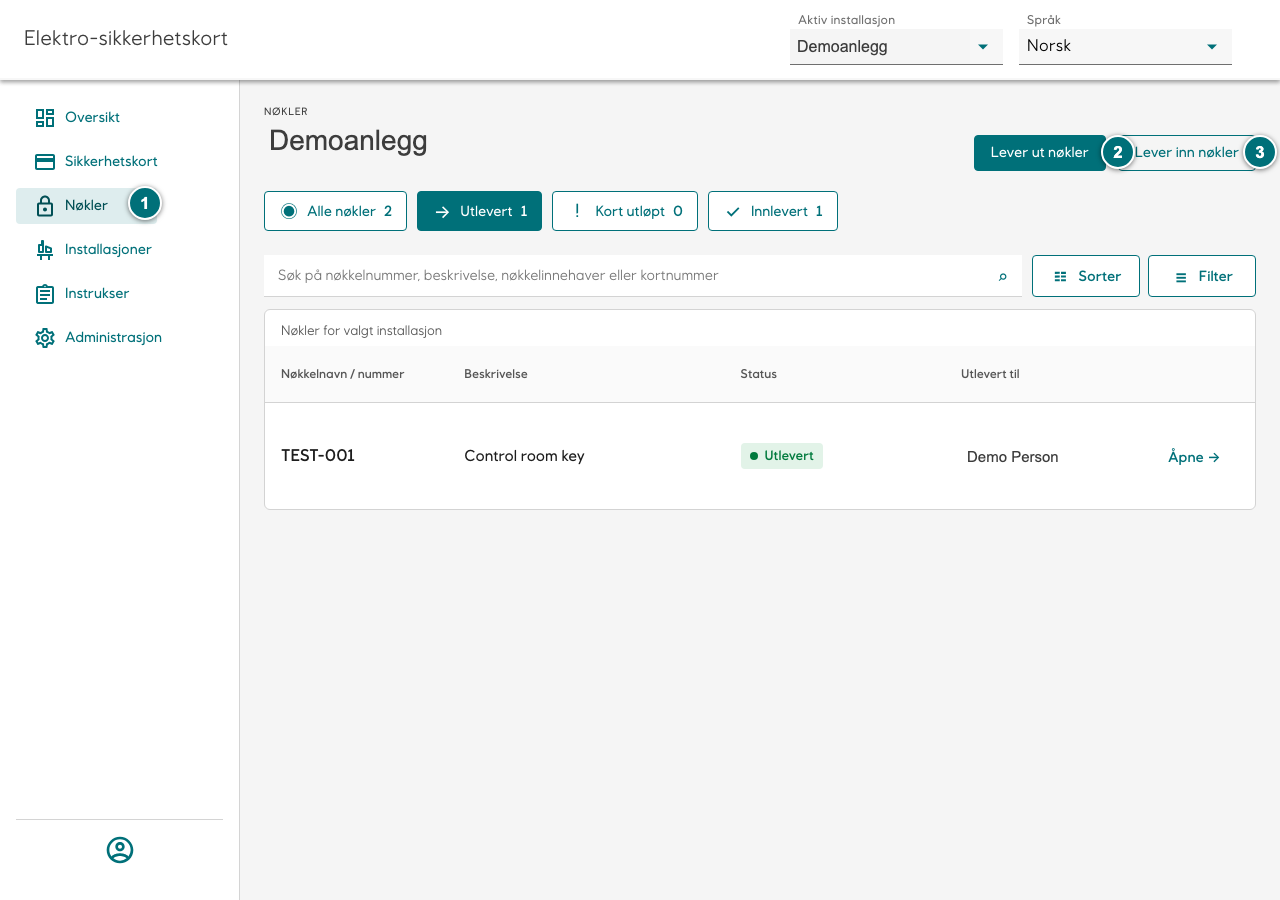 Elektro-sikkerhetskort
Aktiv installasjon
Demoanlegg
Språk
Norsk
Oversikt
Sikkerhetskort
Nøkler 1
Installasjoner
Instrukser
Administrasjon
NØKLER
Demoanlegg
Lever ut nøkler 2 Lever inn nøkler 3
Alle nøkler 2 Utlevert 1 Kort utløpt 0 Innlevert 1
Søk på nøkkelnummer, beskrivelse, nøkkelinnehaver eller kortnummer
Sorter Filter
Nøkler for valgt installasjon
Nøkkelnavn / nummer Beskrivelse Status Utlevert til
TEST-001 Control room key Utlevert Demo Person Åpne →